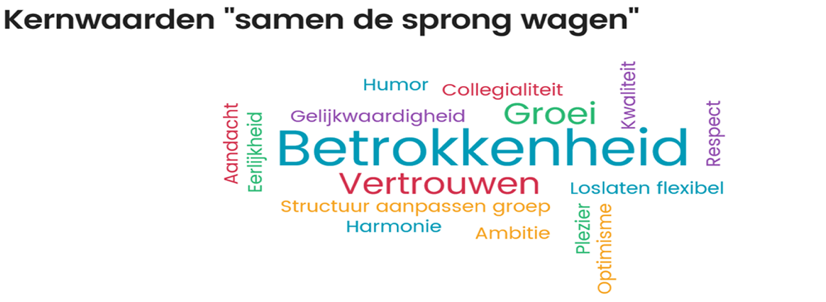 Kernwaarden "samen de sprong wagen"
Humor
Collegialiteit
Kwaliteit
Aandacht
Eerlijkheid
Gelijkwaardigheid
Groei
Respect
Betrokkenheid
Vertrouwen
Loslaten flexibel
Structuur aanpassen groep
Harmonie
Ambitie
Plezier
Optimisme